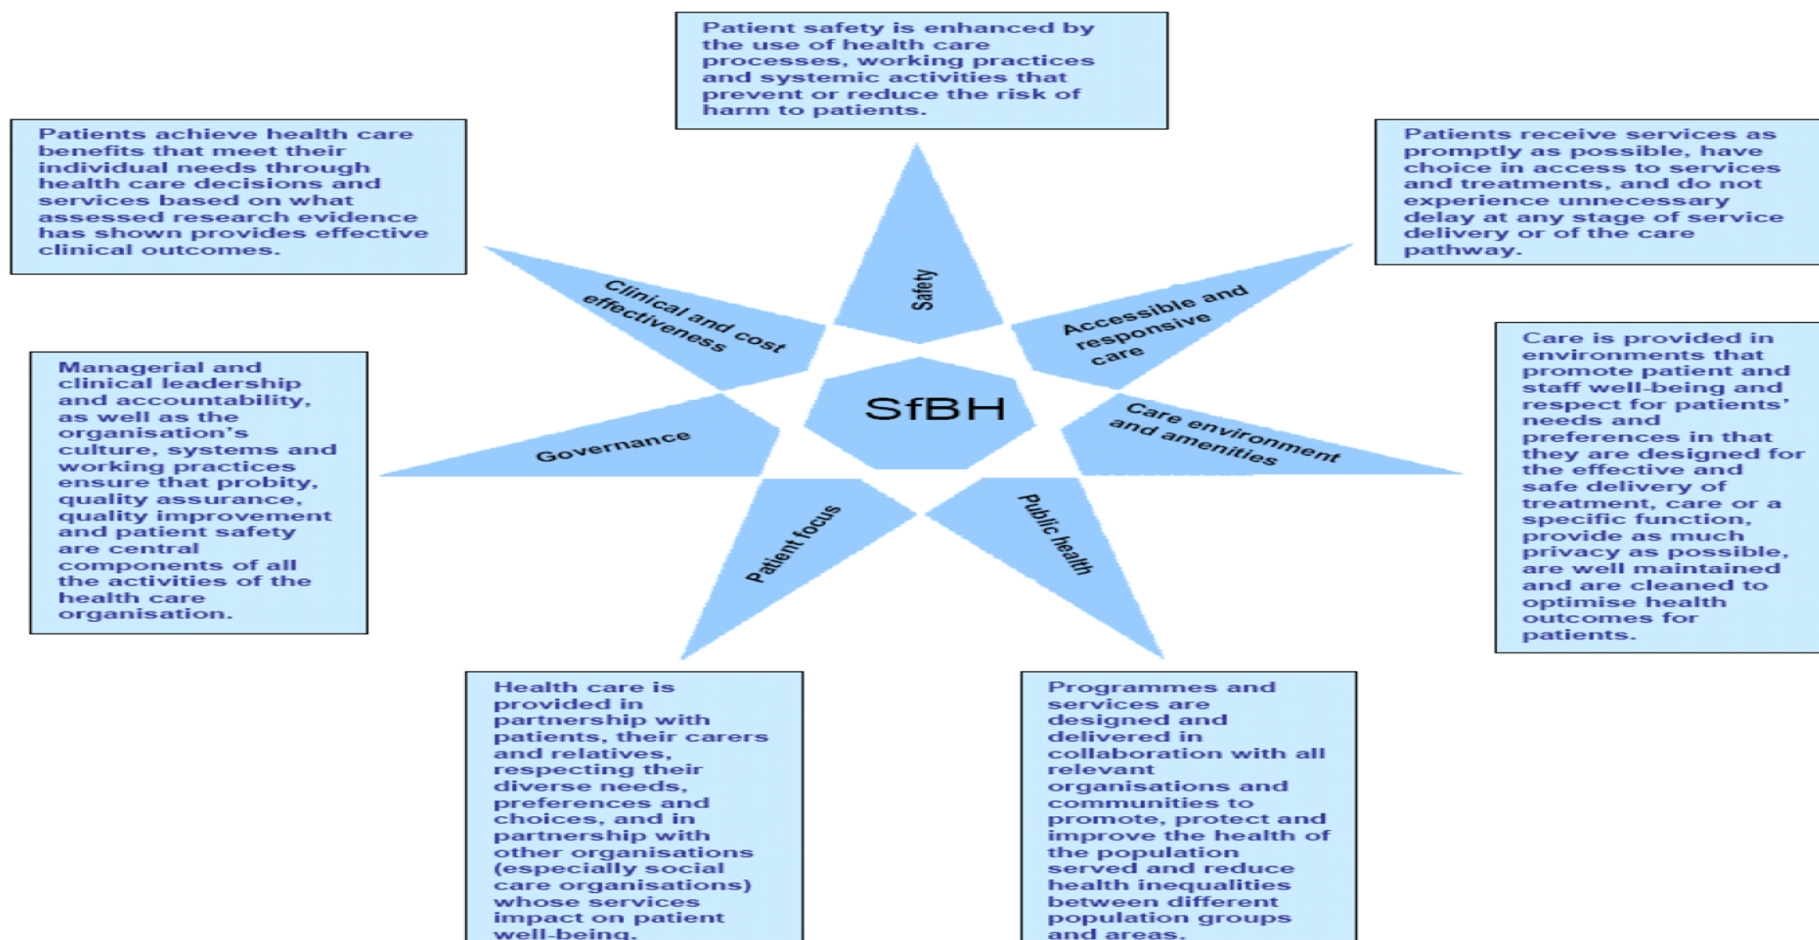 Patient safety is enhanced by
the use of health care
processes, working practices
and systemic activities that
prevent or reduce the risk of
harm to patients.
Patients achieve health care
benefits that meet their
individual needs through
health care decisions and
services based on what
assessed research evidence
has shown provides effective
clinical outcomes.
Patients receive services as
promptly as possible, have
choice in access to services
and treatments, and do not
experience unnecessary
delay at any stage of service
delivery or of the care
pathway.
Safety
Clinical and cost
effectiveness
Accessible and
responsive
care
Managerial and
clinical leadership
and accountability,
as well as the
organisation's
culture, systems and
working practices
ensure that probity,
quality assurance,
quality improvement
and patient safety
are central
components of all
the activities of the
health care
organisation.
Governance
SfBH
Care environment
and amenities
Care is provided in
environments that
promote patient and
staff well-being and
respect for patients'
needs and
preferences in that
they are designed for
the effective and
safe delivery of
treatment, care or a
specific function,
provide as much
privacy as possible,
are well maintained
and are cleaned to
optimise health
outcomes for
patients.
Patient focus
Public health
Health care is
provided in
partnership with
patients, their carers
and relatives,
respecting their
diverse needs,
preferences and
choices, and in
partnership with
other organisations
(especially social
care organisations)
whose services
impact on patient
well-being.
Programmes and
services are
designed and
delivered in
collaboration with all
relevant
organisations and
communities to
promote, protect and
improve the health of
the population
served and reduce
health inequalities
between different
population groups
and areas.